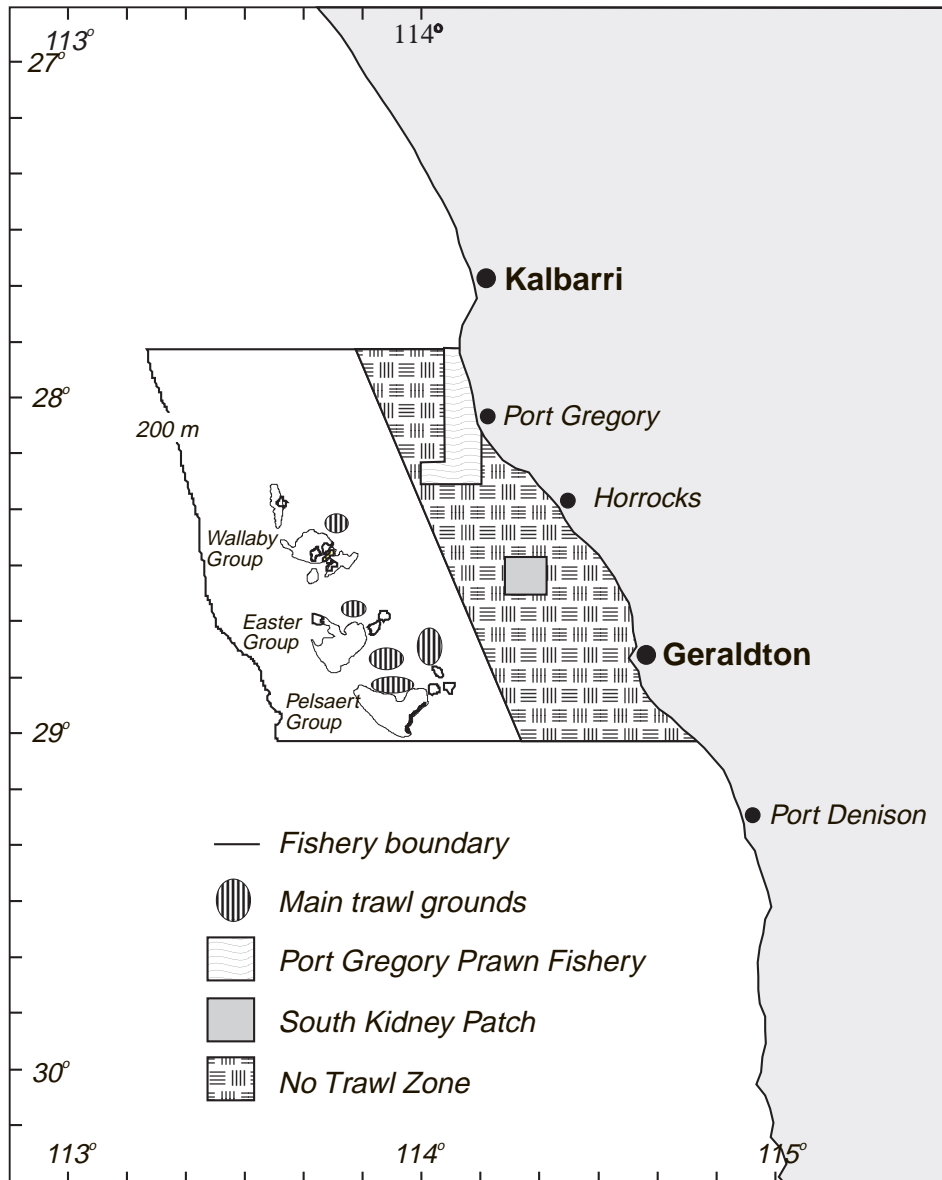 113°
114°
27°
Kalbarri
28°
Port Gregory
200 m
Horrocks
Wallaby
Group
Easter
Group
Geraldton
Pelsaert
Group
29°
Port Denison
Fishery boundary
Main trawl grounds
Port Gregory Prawn Fishery
South Kidney Patch
No Trawl Zone
30°
113°
114°
115°